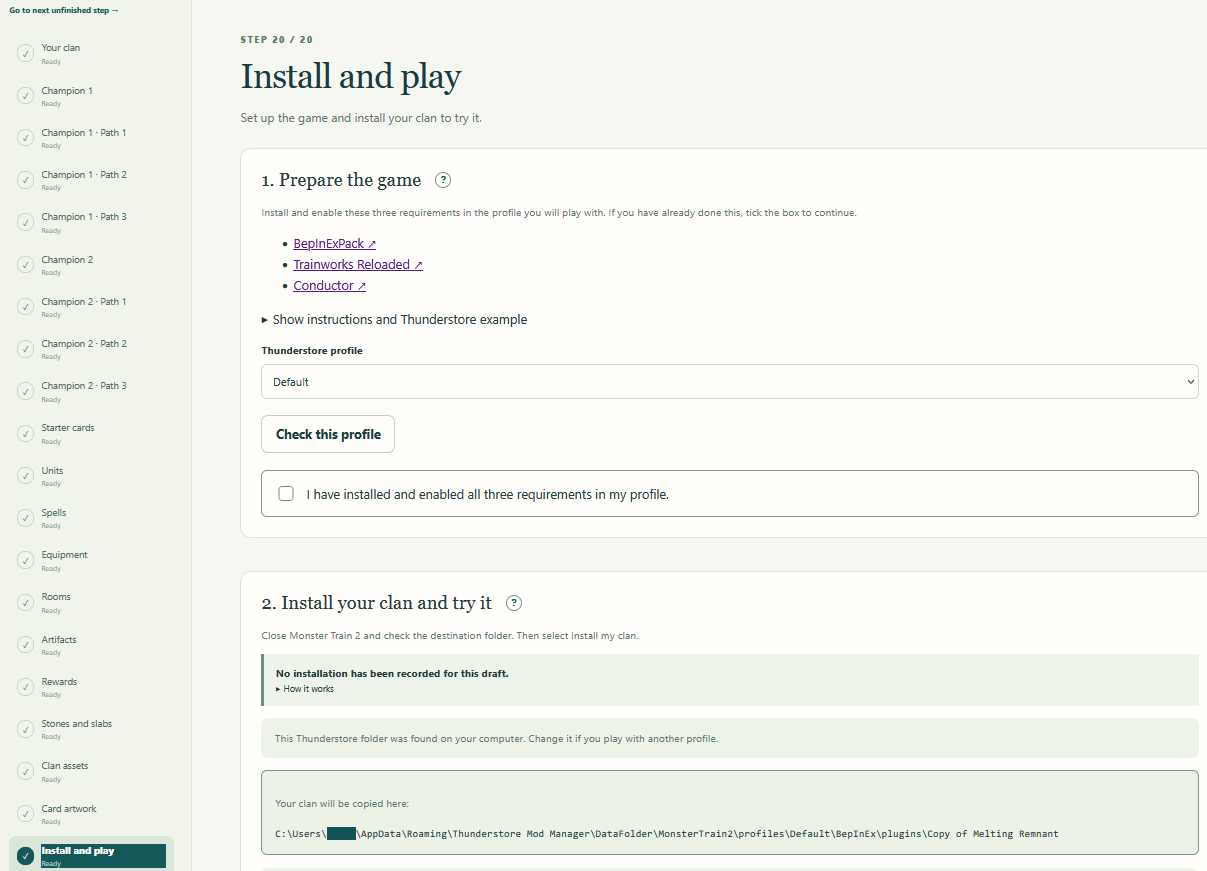 Go to next unfinished step →
Your clan
Ready
Champion 1
Ready
Champion 1 · Path 1
Ready
Champion 1 · Path 2
Ready
Champion 1 · Path 3
Ready
Champion 2
Ready
Champion 2 · Path 1
Ready
Champion 2 · Path 2
Ready
Champion 2 · Path 3
Ready
Starter cards
Ready
Units
Ready
Spells
Ready
Equipment
Ready
Rooms
Ready
Artifacts
Ready
Rewards
Ready
Stones and slabs
Ready
Clan assets
Ready
Card artwork
Ready
Install and play
Ready
STEP 20 / 20
Install and play
Set up the game and install your clan to try it.
1. Prepare the game ?
Install and enable these three requirements in the profile you will play with. If you have already done this, tick the box to continue.
• BepInExPack ↗
• Trainworks Reloaded ↗
• Conductor ↗
▸ Show instructions and Thunderstore example
Thunderstore profile
Default
Check this profile
I have installed and enabled all three requirements in my profile.
2. Install your clan and try it ?
Close Monster Train 2 and check the destination folder. Then select Install my clan.
No installation has been recorded for this draft.
▸ How it works
This Thunderstore folder was found on your computer. Change it if you play with another profile.
Your clan will be copied here:
C:\Users\ \AppData\Roaming\Thunderstore Mod Manager\DataFolder\MonsterTrain2\profiles\Default\BepInEx\plugins\Copy of Melting Remnant